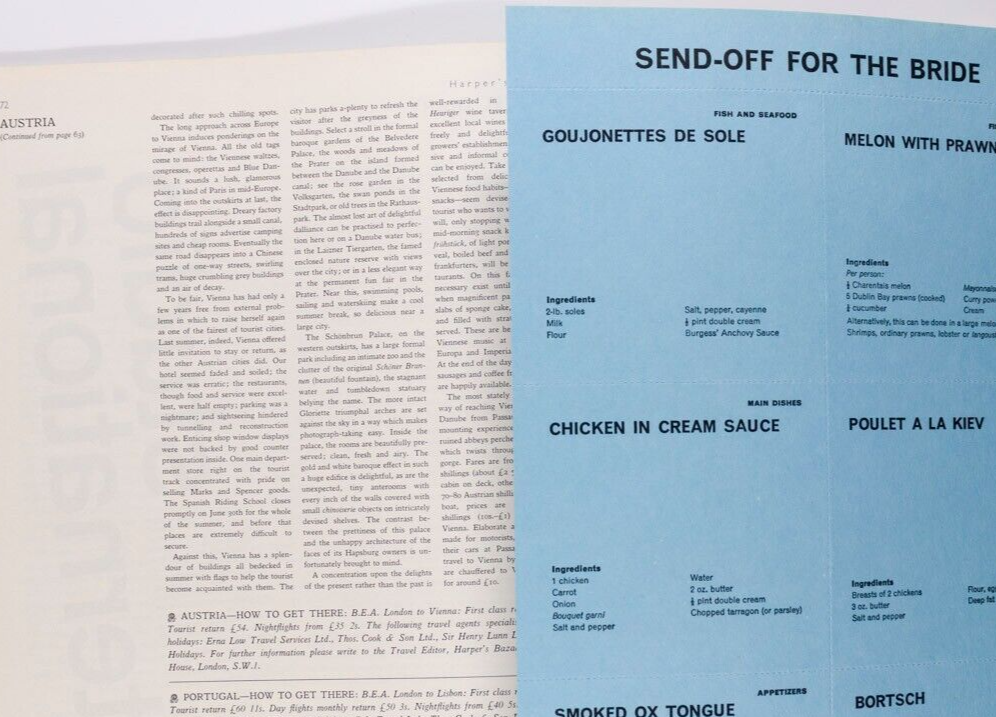 72
AUSTRIA
(Continued from page 63)
decorated after such chilling spots.
The long approach across Europe
to Vienna induces ponderings on the
mirage of Vienna. All the old tags
come to mind: the Viennese waltzes,
congresses, operettas and Blue Dan-
ube. It sounds a lush, glamorous
place; a kind of Paris in mid-Europe.
Coming into the outskirts at last, the
effect is disappointing. Dreary factory
buildings trail alongside a small canal,
hundreds of signs advertise camping
sites and cheap rooms. Eventually the
same road disappears into a Chinese
puzzle of one-way streets, swirling
trams, huge crumbling grey buildings
and an air of decay.
To be fair, Vienna has had only a
few years free from external prob-
lems in which to raise herself again
as one of the fairest of tourist cities.
Last summer, indeed, Vienna offered
little invitation to stay or return, as
the other Austrian cities did. Our
hotel seemed faded and soiled; the
service was erratic; the restaurants,
though food and service were excel-
lent, were half empty; parking was a
nightmare; and sightseeing hindered
by tunnelling and reconstruction
work. Enticing shop window displays
were not backed by good counter
presentation inside. One main depart-
ment store right on the tourist
track concentrated with pride on
selling Marks and Spencer goods.
The Spanish Riding School closes
promptly on June 30th for the whole
of the summer, and before that
places are extremely difficult to
secure.
Against this, Vienna has a splen-
dour of buildings all bedecked in
summer with flags to help the tourist
become acquainted with them. The
city has parks a-plenty to refresh the
visitor after the greyness of the
buildings. Select a stroll in the formal
baroque gardens of the Belvedere
Palace, the woods and meadows of
the Prater on the island formed
between the Danube and the Danube
canal; see the rose garden in the
Volksgarten, the swan ponds in the
Stadtpark, or old trees in the Rathaus-
park. The almost lost art of delightful
dalliance can be practised to perfec-
tion here or on a Danube water bus;
in the Lainzer Tiergarten, the famed
enclosed nature reserve with views
over the city; or in a less elegant way
at the permanent fun fair in the
Prater. Near this, swimming pools,
sailing and waterskiing make a cool
summer break, so delicious near a
large city.
The Schönbrun Palace, on the
western outskirts, has a large formal
park including an intimate zoo and the
clutter of the original Schöner Brun-
nen (beautiful fountain), the stagnant
water and tumbledown statuary
belying the name. The more intact
Gloriette triumphal arches are set
against the sky in a way which makes
photograph-taking easy. Inside the
palace, the rooms are beautifully pre-
served; clean, fresh and airy. The
gold and white baroque effect in such
a huge edifice is delightful, as are the
unexpected, tiny anterooms with
every inch of the walls covered with
small chinoiserie objects on intricately
devised shelves. The contrast be-
tween the prettiness of this palace
and the unhappy architecture of the
faces of its Hapsburg owners is un-
fortunately brought to mind.
A concentration upon the delights
of the present rather than the past is
Harper's
well-rewarded in
Heuriger wine taver
excellent local wines
freely and delightf
growers' establishmen
sive and informal
can be enjoyed. Take
selected from delic
Viennese food habits—
snacks—seem devise
tourist who wants to
will, only stopping
mid-morning snack
frühstück, of light
veal, boiled beef and
frankfurters, will be
taurants. On this
necessary exist until
when magnificent pa
slabs of sponge cake,
and filled with
served. These are be
Viennese music at
Europa and Imperia
At the end of the day
sausages and coffee
are happily available.
The most stately
way of reaching Vien
Danube from Passa
mounting experience
ruined abbeys perche
which twists throug
gorge. Fares are fro
shillings (about
cabin on deck, othe
70-80 Austrian shilli
boat, prices are
shillings (10s.–£1)
Vienna. Elaborate
made for motorists,
their cars at Passa
travel to Vienna by
are chauffered to
for around £10.
AUSTRIA—HOW TO GET THERE: B.E.A. London to Vienna: First class
Tourist return £54. Nightflights from £35 2s. The following travel agents speciali
holidays: Erna Low Travel Services Ltd., Thos. Cook & Son Ltd., Sir Henry Lunn
Holidays. For further information please write to the Travel Editor, Harper's Baza
House, London, S.W.1.
PORTUGAL—HOW TO GET THERE: B.E.A. London to Lisbon: First class
Tourist return £60 11s. Day flights monthly return £50 3s. Nightflights from £40 5s.
SEND-OFF FOR THE BRIDE
FISH AND SEAFOOD
GOUJONETTES DE SOLE
Ingredients
2-lb. soles
Milk
Flour
Salt, pepper, cayenne
¼ pint double cream
Burgess' Anchovy Sauce
MELON WITH PRAWN
Ingredients
Per person:
½ Charentais melon
5 Dublin Bay prawns (cooked)
¼ cucumber
Mayonnaise
Curry pow
Cream
Alternatively, this can be done in a large melo
Shrimps, ordinary prawns, lobster or langous
MAIN DISHES
CHICKEN IN CREAM SAUCE
Ingredients
1 chicken
Carrot
Onion
Bouquet garni
Salt and pepper
Water
2 oz. butter
¼ pint double cream
Chopped tarragon (or parsley)
POULET A LA KIEV
Ingredients
Breasts of 2 chickens
3 oz. butter
Salt and pepper
Flour, eg
Deep fat
APPETIZERS
SMOKED OX TONGUE
BORTSCH